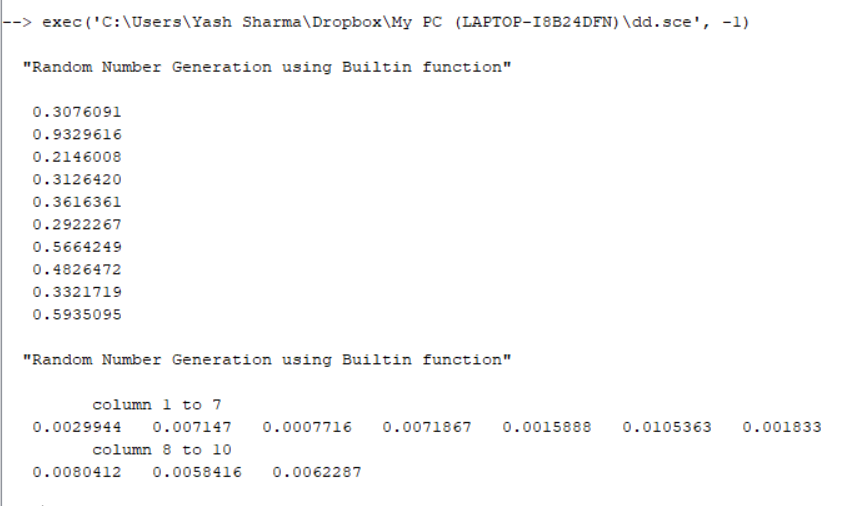 --> exec('C:\Users\Yash Sharma\Dropbox\My PC (LAPTOP-I8B24DFN)\dd.sce', -1)
"Random Number Generation using Builtin function"
0.3076091
0.9329616
0.2146008
0.3126420
0.3616361
0.2922267
0.5664249
0.4826472
0.3321719
0.5935095
"Random Number Generation using Builtin function"
column 1 to 7
0.0029944 0.007147 0.0007716 0.0071867 0.0015888 0.0105363 0.001833
column 8 to 10
0.0080412 0.0058416 0.0062287